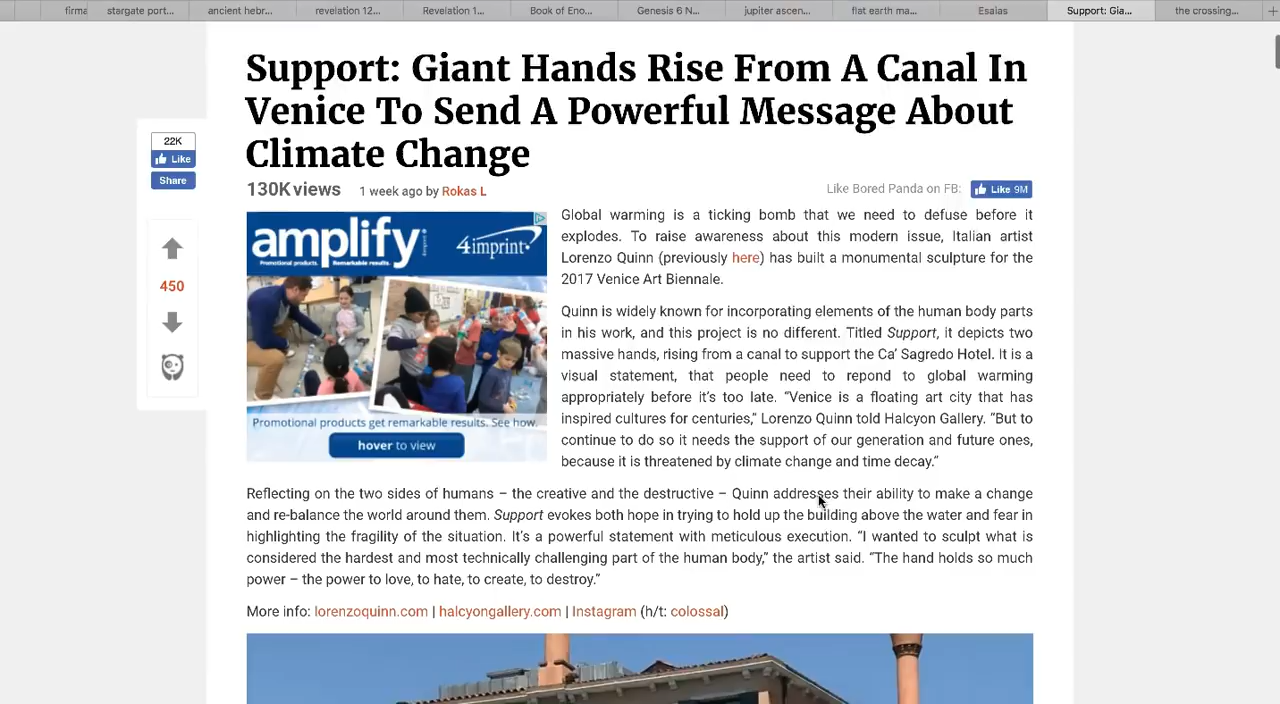 firma
stargate port...
ancient hebr...
revelation 12...
Revelation 1...
Book of Eno...
Genesis 6 N...
jupiter ascen...
flat earth ma...
Esaias
Support: Gia...
the crossing...
Support: Giant Hands Rise From A Canal In
Venice To Send A Powerful Message About
Climate Change
22K
Like
Share
450
130K views 1 week ago by Rokas L
Like Bored Panda on FB: Like 9M
amplify
Promotional products. Remarkable results.
4imprint
Promotional products get remarkable results. See how.
hover to view
Global warming is a ticking bomb that we need to defuse before it
explodes. To raise awareness about this modern issue, Italian artist
Lorenzo Quinn (previously here) has built a monumental sculpture for the
2017 Venice Art Biennale.
Quinn is widely known for incorporating elements of the human body parts
in his work, and this project is no different. Titled Support, it depicts two
massive hands, rising from a canal to support the Ca’ Sagredo Hotel. It is a
visual statement, that people need to repond to global warming
appropriately before it’s too late. “Venice is a floating art city that has
inspired cultures for centuries,” Lorenzo Quinn told Halcyon Gallery. “But to
continue to do so it needs the support of our generation and future ones,
because it is threatened by climate change and time decay.”
Reflecting on the two sides of humans – the creative and the destructive – Quinn addresses their ability to make a change
and re-balance the world around them. Support evokes both hope in trying to hold up the building above the water and fear in
highlighting the fragility of the situation. It’s a powerful statement with meticulous execution. “I wanted to sculpt what is
considered the hardest and most technically challenging part of the human body,” the artist said. “The hand holds so much
power – the power to love, to hate, to create, to destroy.”
More info: lorenzoquinn.com | halcyongallery.com | Instagram (h/t: colossal)